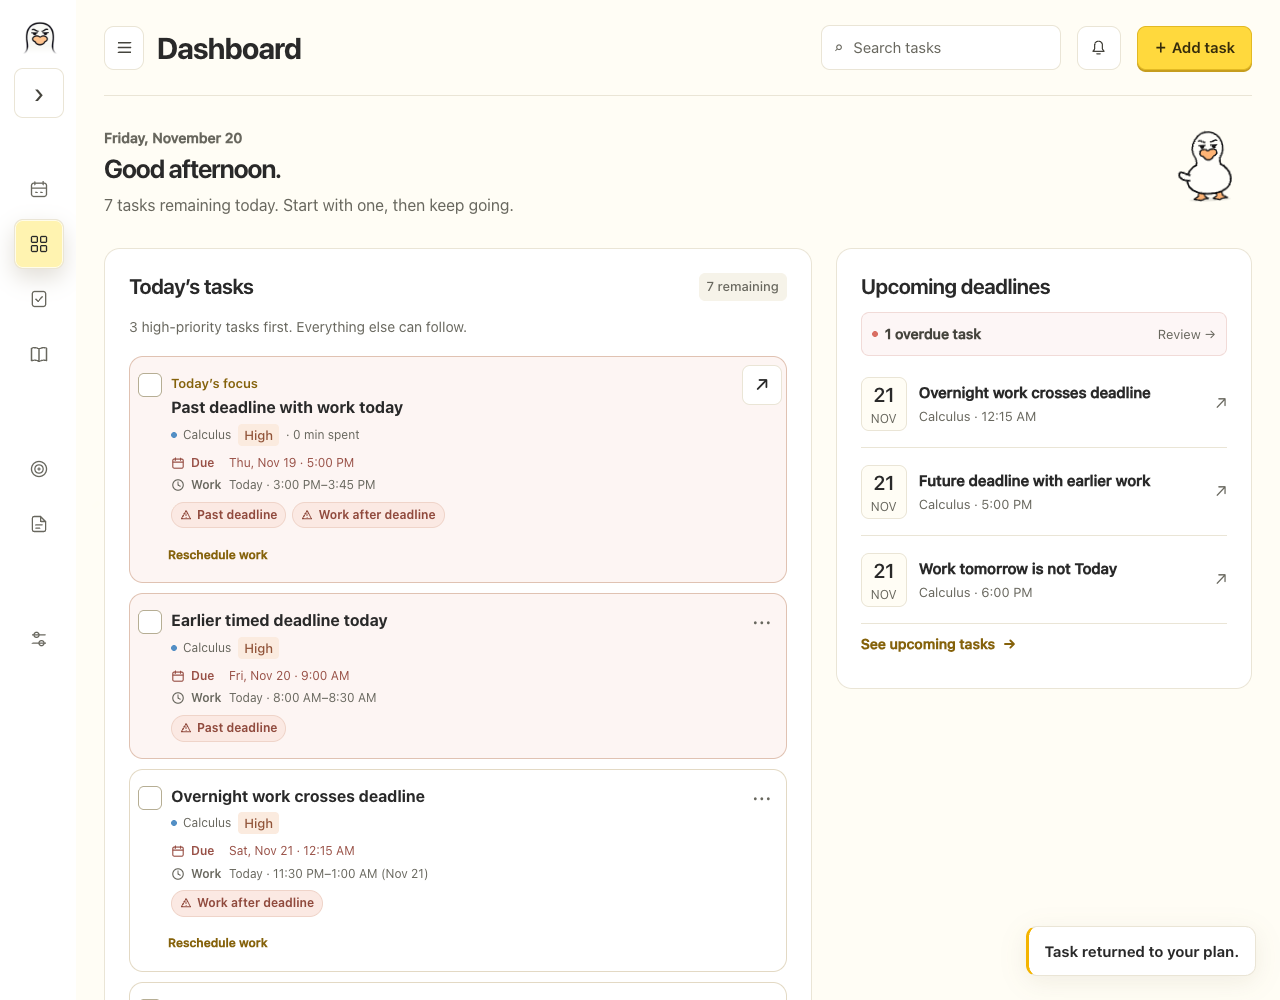 Dashboard
Search tasks
+ Add task
Friday, November 20
Good afternoon.
7 tasks remaining today. Start with one, then keep going.
Today's tasks
7 remaining
3 high-priority tasks first. Everything else can follow.
Today's focus
Past deadline with work today
Calculus High · 0 min spent
Due Thu, Nov 19 · 5:00 PM
Work Today · 3:00 PM–3:45 PM
Past deadline Work after deadline
Reschedule work
Earlier timed deadline today
Calculus High
Due Fri, Nov 20 · 9:00 AM
Work Today · 8:00 AM–8:30 AM
Past deadline
Overnight work crosses deadline
Calculus High
Due Sat, Nov 21 · 12:15 AM
Work Today · 11:30 PM–1:00 AM (Nov 21)
Work after deadline
Reschedule work
Upcoming deadlines
1 overdue task Review →
21 NOV
Overnight work crosses deadline
Calculus · 12:15 AM
21 NOV
Future deadline with earlier work
Calculus · 5:00 PM
21 NOV
Work tomorrow is not Today
Calculus · 6:00 PM
See upcoming tasks →
Task returned to your plan.